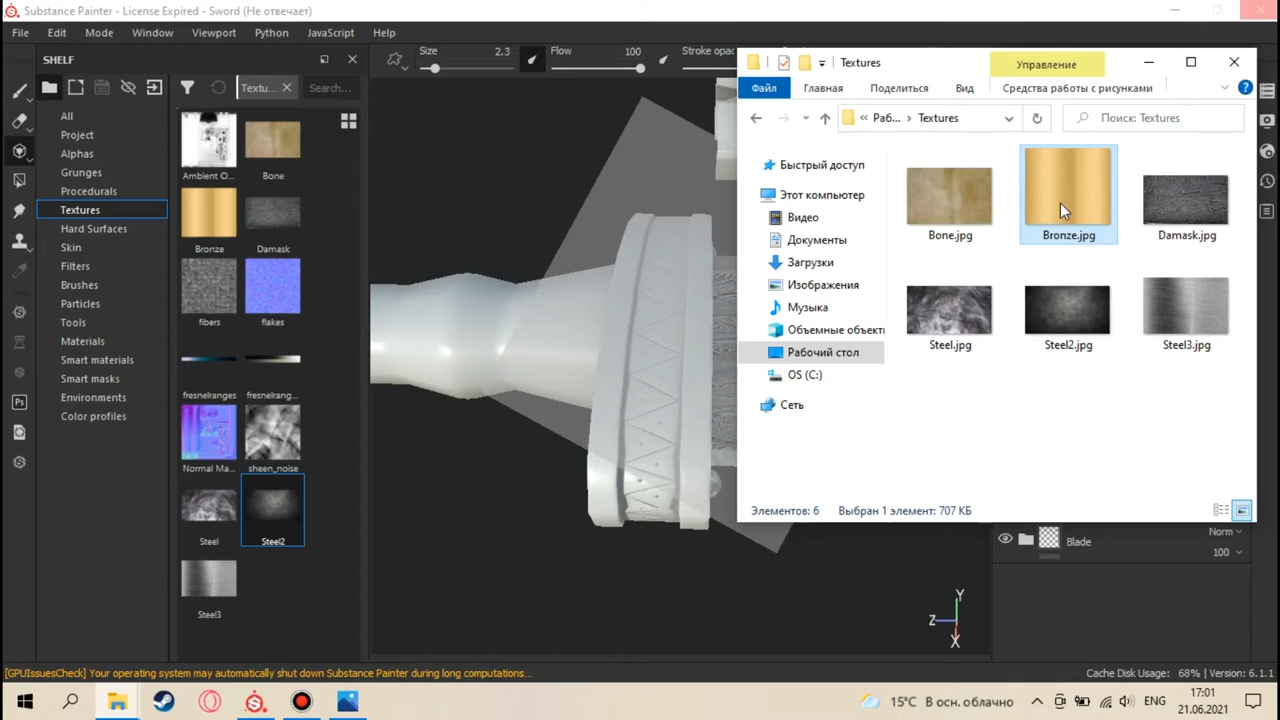 Substance Painter - License Expired - Sword (Не отвечает)
File Edit Mode Window Viewport Python JavaScript Help
SHELF
Size 2.3 Flow 100 Stroke opac
Textu... Search...
All
Project
Alphas
Grunges
Procedurals
Textures
Hard Surfaces
Skin
Filters
Brushes
Particles
Tools
Materials
Smart materials
Smart masks
Environments
Color profiles
Ambient O... Bone
Bronze Damask
fibers flakes
fresnelranges fresnelrang...
Normal Ma... sheen_noise
Steel Steel2
Steel3
Textures
Управление
Файл Главная Поделиться Вид Средства работы с рисунками
« Раб... Textures
Поиск: Textures
Быстрый доступ
Этот компьютер
Видео
Документы
Загрузки
Изображения
Музыка
Объемные объекты
Рабочий стол
OS (C:)
Сеть
Bone.jpg Bronze.jpg Damask.jpg
Steel.jpg Steel2.jpg Steel3.jpg
Элементов: 6 Выбран 1 элемент: 707 КБ
Blade
Norm
100
Y
Z
X
[GPUIssuesCheck] Your operating system may automatically shut down Substance Painter during long computations...
Cache Disk Usage: 68% | Version: 6.1.1
Ps
15°C В осн. облачно
ENG
17:01
21.06.2021